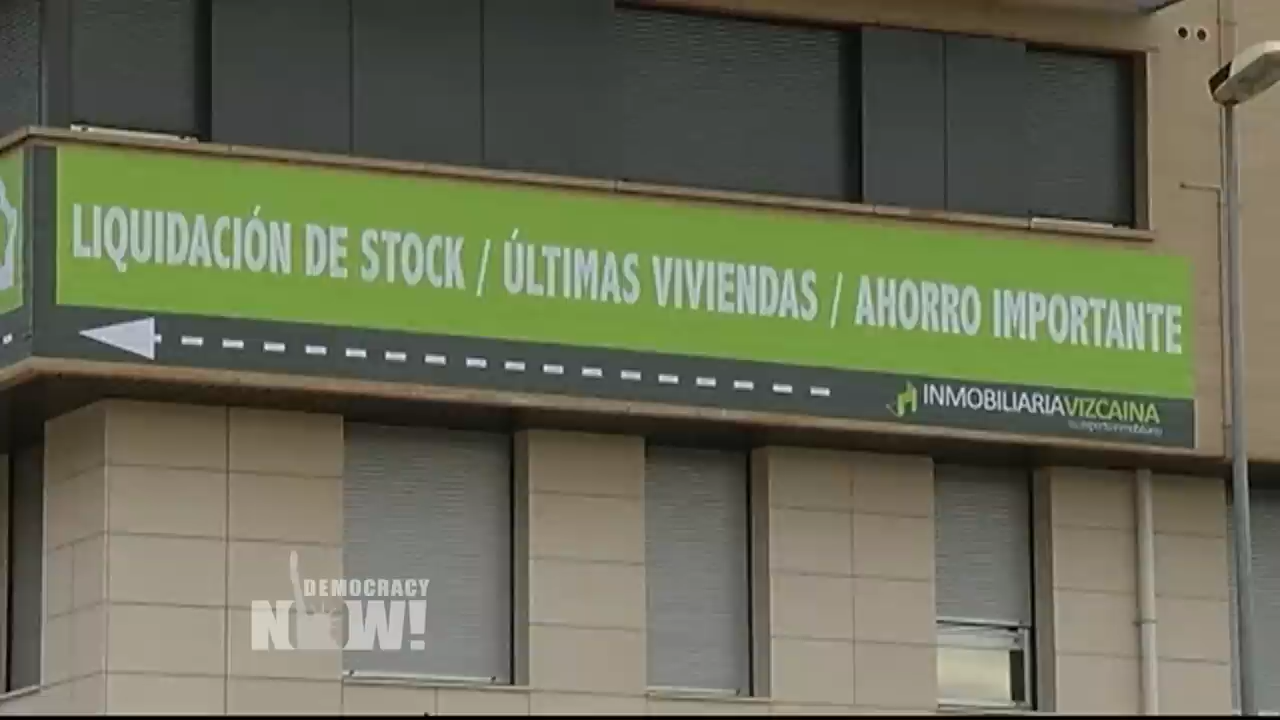 LIQUIDACIÓN DE STOCK / ÚLTIMAS VIVIENDAS / AHORRO IMPORTANTE
INMOBILIARIAVIZCAINA
DEMOCRACY
NOW!